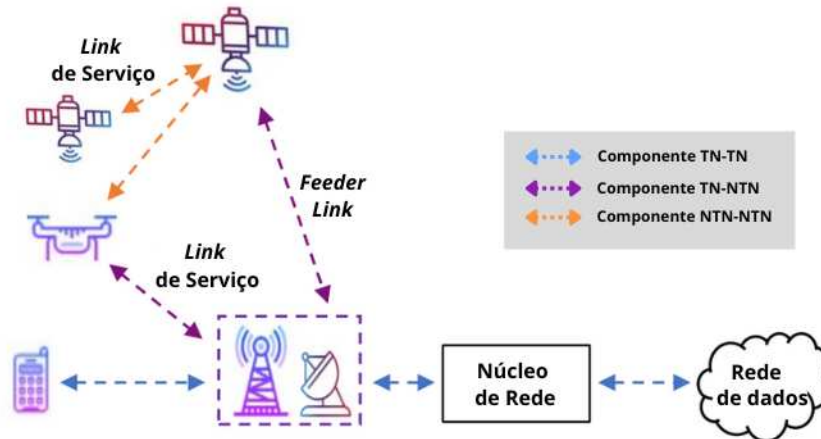 Link
de Serviço
Feeder
Link
Link
de Serviço
Componente TN-TN
Componente TN-NTN
Componente NTN-NTN
Núcleo
de Rede
Rede
de dados